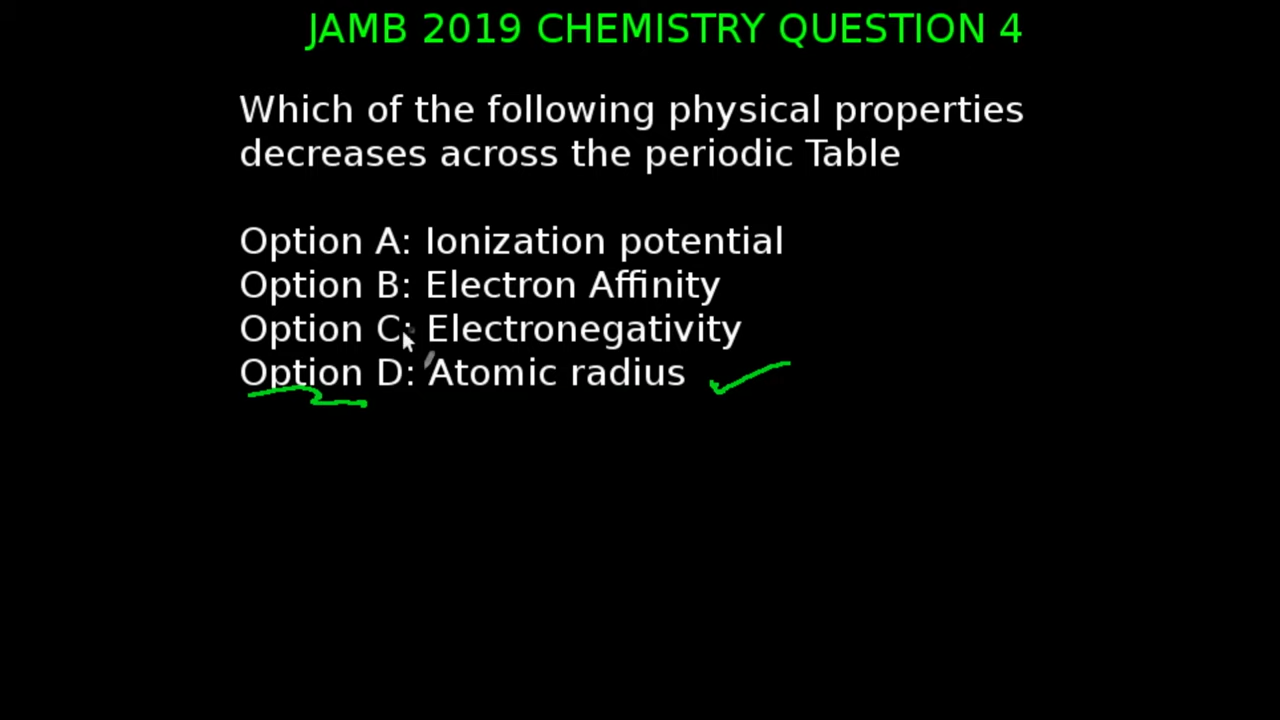 JAMB 2019 CHEMISTRY QUESTION 4
Which of the following physical properties
decreases across the periodic Table
Option A: Ionization potential
Option B: Electron Affinity
Option C: Electronegativity
Option D: Atomic radius